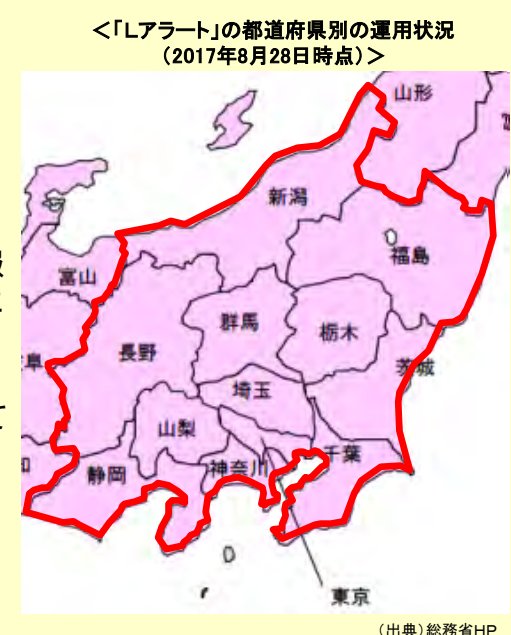 ＜「Ｌアラート」の都道府県別の運用状況
（2017年8月28日時点）＞
山形
新潟
福島
富山
群馬
栃木
長野
茨城
阜
埼玉
山梨
千葉
神奈川
静岡
東京
（出典）総務省HP